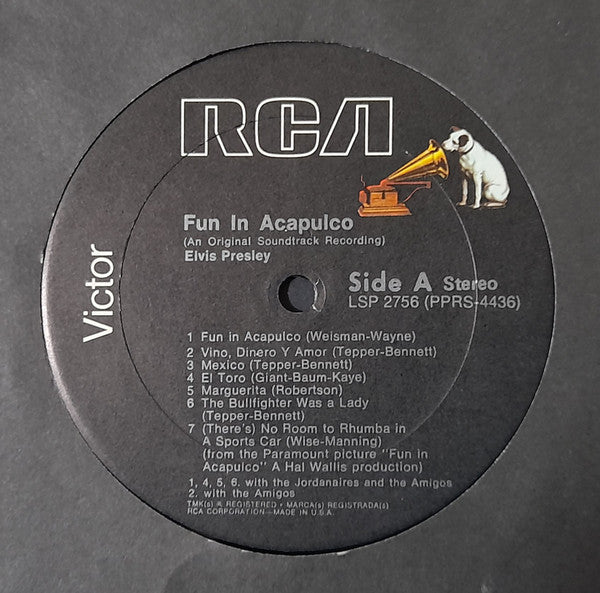 RCA
Victor
Fun In Acapulco
(An Original Soundtrack Recording)
Elvis Presley
Side A Stereo
LSP 2756 (PPRS-4436)
1 Fun in Acapulco (Weisman-Wayne)
2 Vino, Dinero Y Amor (Tepper-Bennett)
3 Mexico (Tepper-Bennett)
4 El Toro (Giant-Baum-Kaye)
5 Marguerita (Robertson)
6 The Bullfighter Was a Lady
(Tepper-Bennett)
7 (There's) No Room to Rhumba in
A Sports Car (Wise-Manning)
(from the Paramount picture "Fun in
Acapulco" A Hal Wallis production)
1, 4, 5, 6. with the Jordanaires and the Amigos
2. with the Amigos
TMK(s) ® REGISTERED • MARCA(s) REGISTRADA(s)
RCA CORPORATION—MADE IN U.S.A.